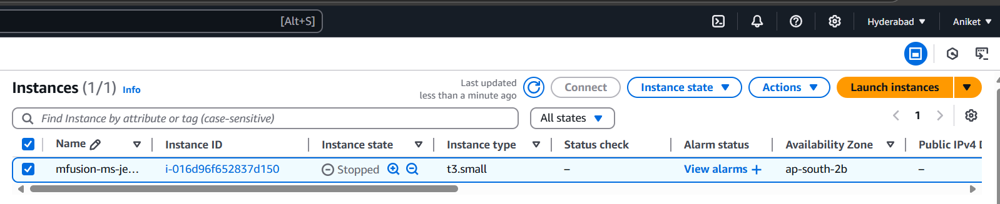 [Alt+S]
Hyderabad
Aniket
Instances (1/1) Info
Last updated
less than a minute ago
Connect
Instance state
Actions
Launch instances
Find Instance by attribute or tag (case-sensitive)
All states
1
Name Instance ID Instance state Instance type Status check Alarm status Availability Zone Public IPv4 D
mfusion-ms-je... i-016d96f652837d150 Stopped t3.small – View alarms + ap-south-2b –